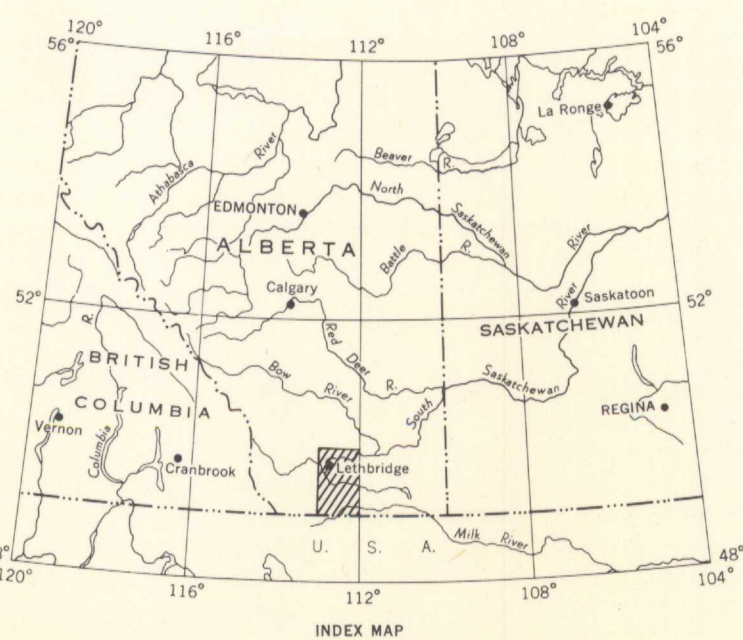 120°
116°
112°
108°
104°
56°
56°
La Ronge
Beaver
R.
River
Athabasca
North
Saskatchewan
EDMONTON
ALBERTA
Battle
R.
River
River
Calgary
Saskatoon
52°
52°
SASKATCHEWAN
R.
Red
Deer
R.
BRITISH
COLUMBIA
Bow
River
South
Saskatchewan
REGINA
Vernon
Columbia
Cranbrook
Lethbridge
Milk River
U. S. A.
8°
48°
120°
116°
112°
108°
104°
INDEX MAP